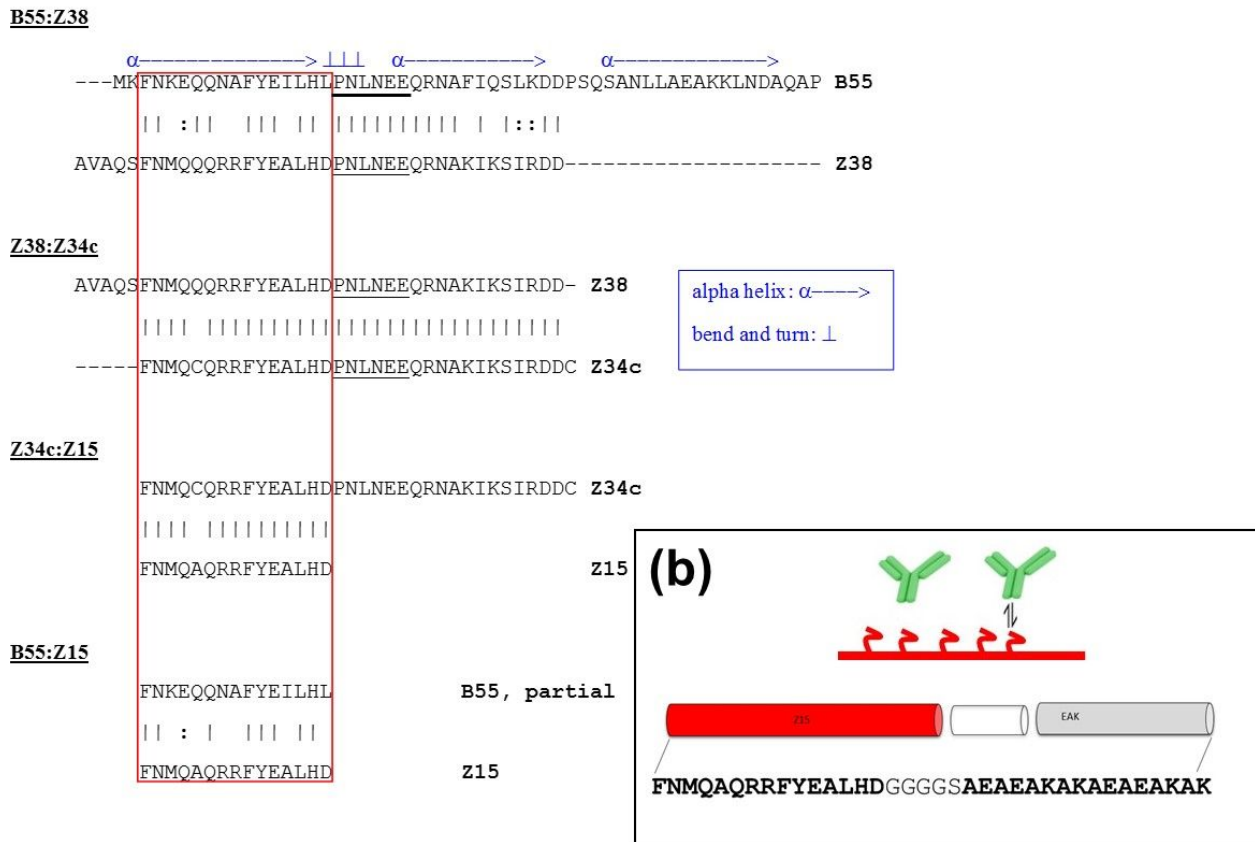 B55:Z38
α-------------> ⊥⊥⊥ α----------> α------------>
---MKFNKEQQNAFYEILHLPNLNEEQRNAFIQSLKDDPSQSANLLAEAKKLNDAQAP B55
|| :|| ||| || |||||||||| | |::||
AVAQSFNMQQQRRFYEALHDPNLNEEQRNAKIKSIRDD-------------------- Z38
Z38:Z34c
AVAQSFNMQQQRRFYEALHDPNLNEEQRNAKIKSIRDD- Z38
|||| ||||||||||||||||||||||||||||
-----FNMQCQRRFYEALHDPNLNEEQRNAKIKSIRDDC Z34c
alpha helix: α---->
bend and turn: ⊥
Z34c:Z15
FNMQCQRRFYEALHDPNLNEEQRNAKIKSIRDDC Z34c
|||| ||||||||||
FNMQAQRRFYEALHD Z15
B55:Z15
FNKEQQNAFYEILHL B55, partial
|| : | ||| ||
FNMQAQRRFYEALHD Z15
(b)
Z15 EAK
FNMQAQRRFYEALHDGGGGSAEAEAKAKAEAEAKAK